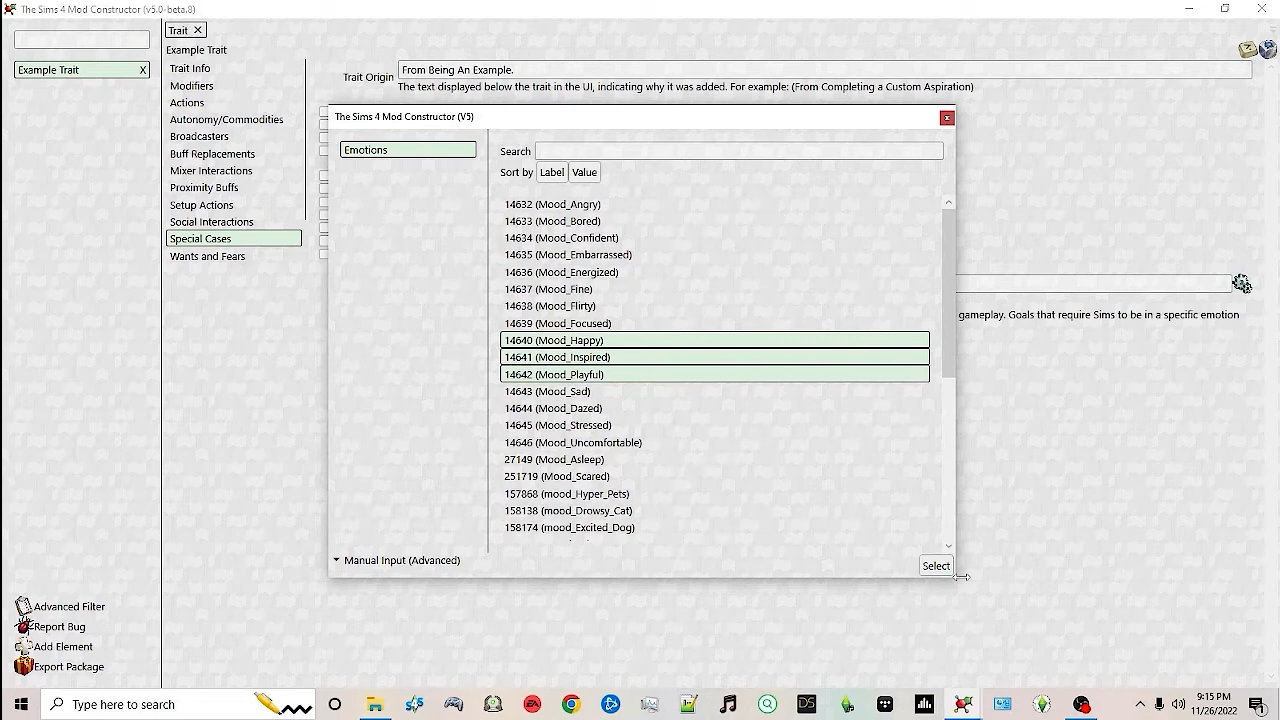 The Sims 4 Mod Constructor (v5.0-beta.8)
Trait X
Example Trait
Example Trait X
Trait Info
Modifiers
Actions
Autonomy/Commodities
Broadcasters
Buff Replacements
Mixer Interactions
Proximity Buffs
Setup Actions
Social Interactions
Special Cases
Wants and Fears
Trait Origin From Being An Example.
The text displayed below the trait in the UI, indicating why it was added. For example: (From Completing a Custom Aspiration)
The Sims 4 Mod Constructor (V5)
Emotions
Search
Sort by Label Value
14632 (Mood_Angry)
14633 (Mood_Bored)
14634 (Mood_Confident)
14635 (Mood_Embarrassed)
14636 (Mood_Energized)
14637 (Mood_Fine)
14638 (Mood_Flirty)
14639 (Mood_Focused)
14640 (Mood_Happy)
14641 (Mood_Inspired)
14642 (Mood_Playful)
14643 (Mood_Sad)
14644 (Mood_Dazed)
14645 (Mood_Stressed)
14646 (Mood_Uncomfortable)
27149 (Mood_Asleep)
251719 (Mood_Scared)
157868 (mood_Hyper_Pets)
158138 (mood_Drowsy_Cat)
158174 (mood_Excited_Dog)
Manual Input (Advanced)
Select
gameplay. Goals that require Sims to be in a specific emotion
Advanced Filter
Report Bug
Add Element
Export Package
Type here to search
EA
DS
9:15 PM
11/26/2022